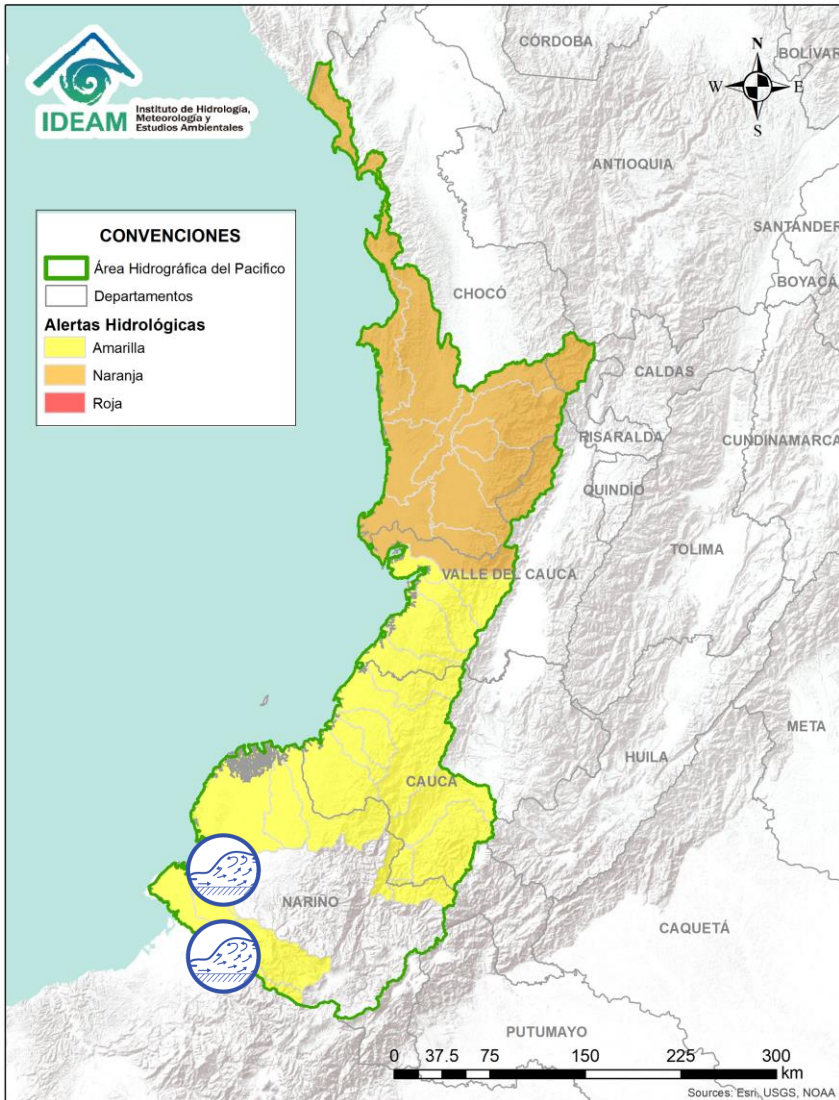 IDEAM
Instituto de Hidrología,
Meteorología y
Estudios Ambientales
CÓRDOBA
BOLÍVAR
N
W
E
S
ANTIOQUIA
SANTANDER
BOYACÁ
CONVENCIONES
Área Hidrográfica del Pacifico
Departamentos
Alertas Hidrológicas
Amarilla
Naranja
Roja
CHOCÓ
CALDAS
RISARALDA
CUNDINAMARCA
QUINDÍO
TOLIMA
VALLE DEL CAUCA
META
HUILA
CAUCA
NARIÑO
CAQUETÁ
PUTUMAYO
0 37.5 75 150 225 300
km
Sources: Esri, USGS, NOAA